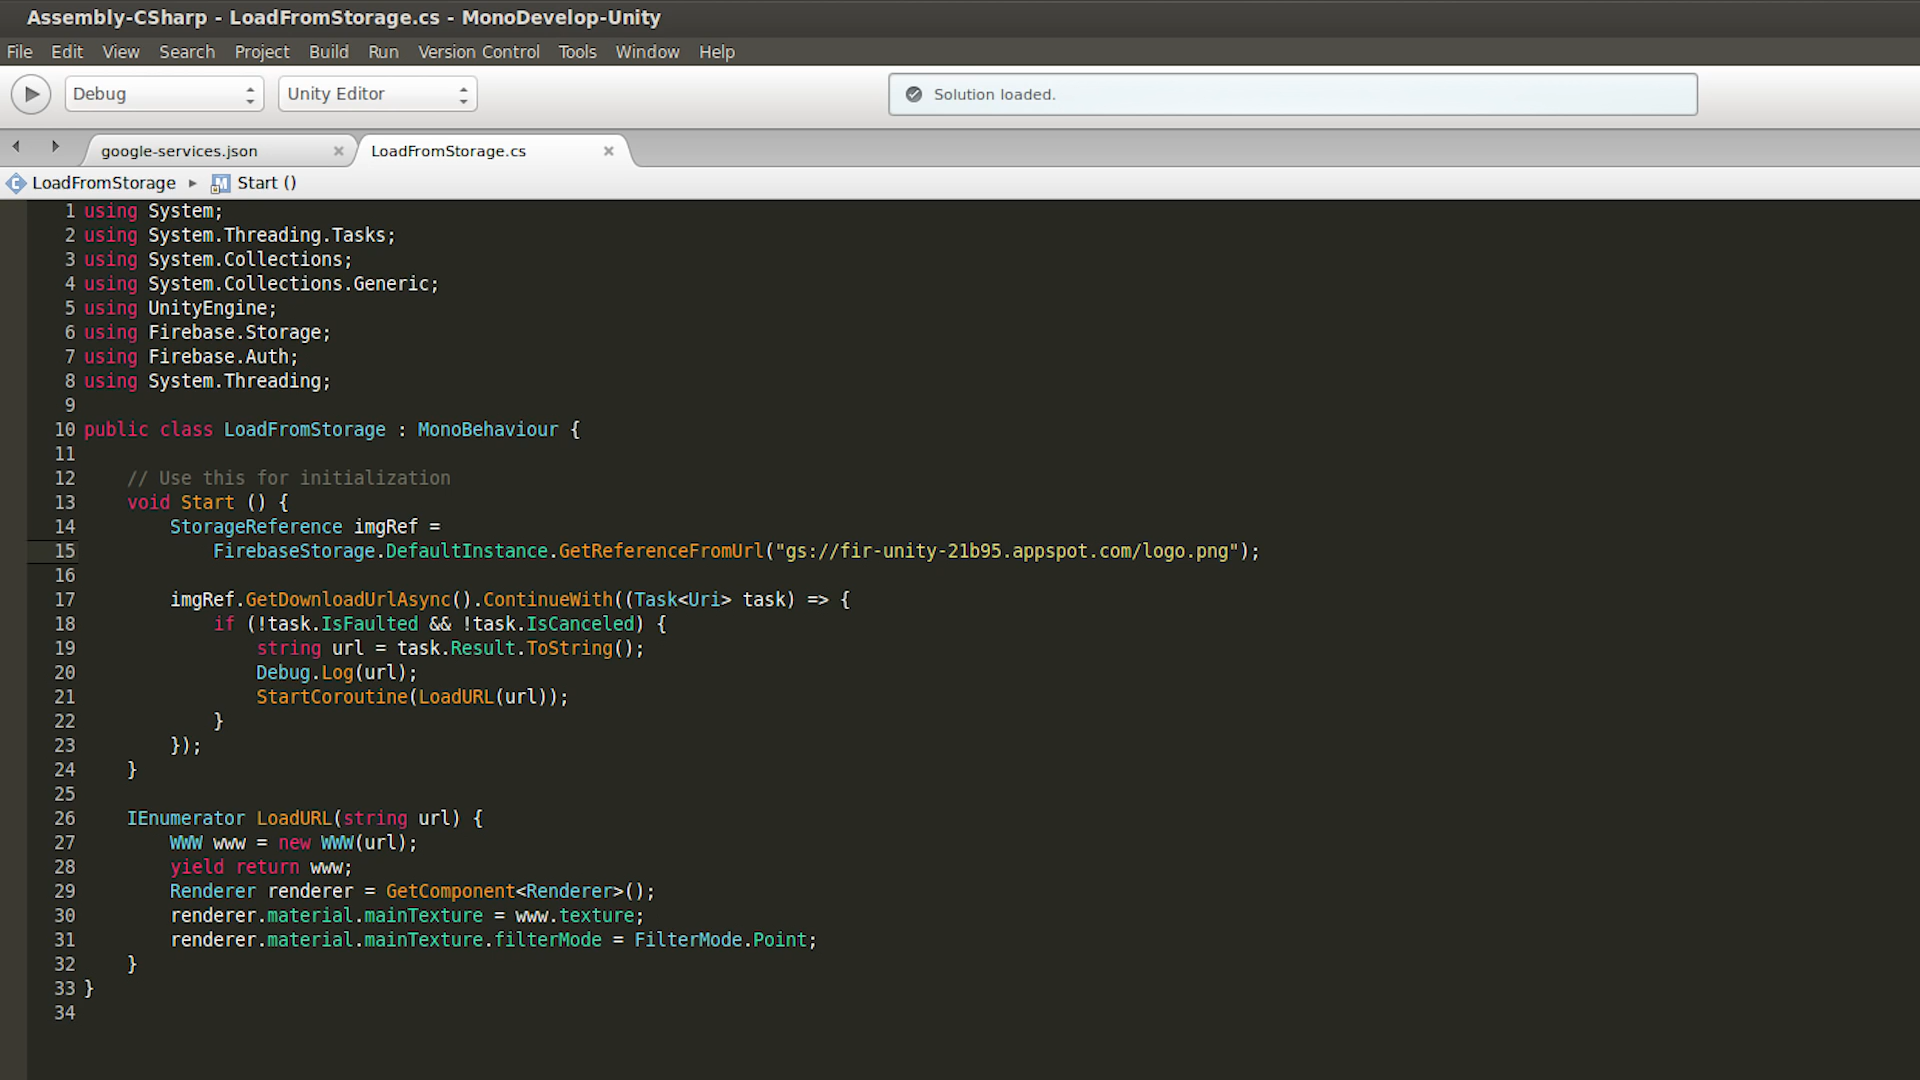 Assembly-CSharp - LoadFromStorage.cs - MonoDevelop-Unity
File Edit View Search Project Build Run Version Control Tools Window Help
Debug Unity Editor Solution loaded.
google-services.json LoadFromStorage.cs
LoadFromStorage Start ()
1 using System;
2 using System.Threading.Tasks;
3 using System.Collections;
4 using System.Collections.Generic;
5 using UnityEngine;
6 using Firebase.Storage;
7 using Firebase.Auth;
8 using System.Threading;
9
10 public class LoadFromStorage : MonoBehaviour {
11
12     // Use this for initialization
13     void Start () {
14         StorageReference imgRef =
15             FirebaseStorage.DefaultInstance.GetReferenceFromUrl("gs://fir-unity-21b95.appspot.com/logo.png");
16
17         imgRef.GetDownloadUrlAsync().ContinueWith((Task<Uri> task) => {
18             if (!task.IsFaulted && !task.IsCanceled) {
19                 string url = task.Result.ToString();
20                 Debug.Log(url);
21                 StartCoroutine(LoadURL(url));
22             }
23         });
24     }
25
26     IEnumerator LoadURL(string url) {
27         WWW www = new WWW(url);
28         yield return www;
29         Renderer renderer = GetComponent<Renderer>();
30         renderer.material.mainTexture = www.texture;
31         renderer.material.mainTexture.filterMode = FilterMode.Point;
32     }
33 }
34